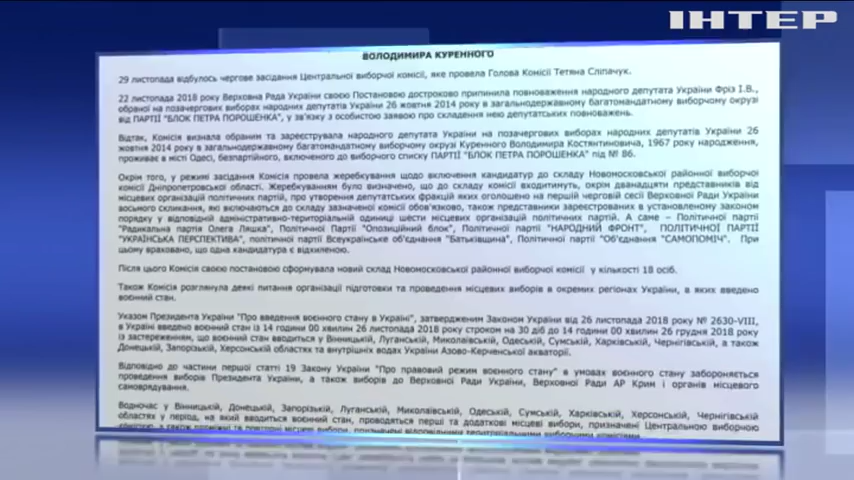 ІНТЕР
ВОЛОДИМИРА КУРЕННОГО
29 листопада відбулось чергове засідання Центральної виборчої комісії, яке провела Голова Комісії Тетяна Сліпачук.
22 листопада 2018 року Верховна Рада України своєю Постановою достроково припинила повноваження народного депутата України Фріз І.В.,
обраної на позачергових виборах народних депутатів України 26 жовтня 2014 року в загальнодержавному багатомандатному виборчому окрузі
від ПАРТІЇ "БЛОК ПЕТРА ПОРОШЕНКА", у зв'язку з особистою заявою про складення нею депутатських повноважень.
Відтак, Комісія визнала обраним та зареєструвала народного депутата України на позачергових виборах народних депутатів України 26
жовтня 2014 року в загальнодержавному багатомандатному виборчому окрузі Куренного Володимира Костянтиновича, 1967 року народження,
проживає в місті Одесі, безпартійного, включеного до виборчого списку ПАРТІЇ "БЛОК ПЕТРА ПОРОШЕНКА" під № 86.
Окрім того, у режимі засідання Комісія провела жеребкування щодо включення кандидатур до складу Новомосковської районної виборчої
комісії Дніпропетровської області. Жеребкуванням було визначено, що до складу комісії входитимуть, окрім дванадцяти представників від
місцевих організацій політичних партій, про утворення депутатських фракцій яких оголошено на першій черговій сесії Верховної Ради України
восьмого скликання, які включаються до складу зазначеної комісії обов'язково, також представники зареєстрованих в установленому законом
порядку у відповідній адміністративно-територіальній одиниці шести місцевих організацій політичних партій. А саме – Політичної партії
"Радикальна партія Олега Ляшка", Політичної Партії "Опозиційний блок", Політичної партії "НАРОДНИЙ ФРОНТ", ПОЛІТИЧНОЇ ПАРТІЇ
"УКРАЇНСЬКА ПЕРСПЕКТИВА", політичної партії Всеукраїнське об'єднання "Батьківщина", Політичної партії "Об'єднання "САМОПОМІЧ". При
цьому враховано, що одна кандидатура є відхиленою.
Після цього Комісія своєю постановою сформувала новий склад Новомосковської районної виборчої комісії у кількості 18 осіб.
Також Комісія розглянула деякі питання організації підготовки та проведення місцевих виборів в окремих регіонах України, в яких введено
воєнний стан.
Указом Президента України "Про введення воєнного стану в Україні", затвердженим Законом України від 26 листопада 2018 року № 2630-VIII,
в Україні введено воєнний стан із 14 години 00 хвилин 26 листопада 2018 року строком на 30 діб до 14 години 00 хвилин 26 грудня 2018 року
із застереженням, що воєнний стан вводиться у Вінницькій, Луганській, Миколаївській, Одеській, Сумській, Харківській, Чернігівській, а також
Донецькій, Запорізькій, Херсонській областях та внутрішніх водах України Азово-Керченської акваторії.
Відповідно до частини першої статті 19 Закону України "Про правовий режим воєнного стану" в умовах воєнного стану забороняється
проведення виборів Президента України, а також виборів до Верховної Ради України, Верховної Ради АР Крим і органів місцевого
самоврядування.
Водночас у Вінницькій, Донецькій, Запорізькій, Луганській, Миколаївській, Одеській, Сумській, Харківській, Херсонській, Чернігівській
областях у період, на який вводиться воєнний стан, проводяться перші та додаткові місцеві вибори, призначені Центральною виборчою
комісією, а також проміжні та повторні місцеві вибори, призначені відповідними територіальними виборчими комісіями.